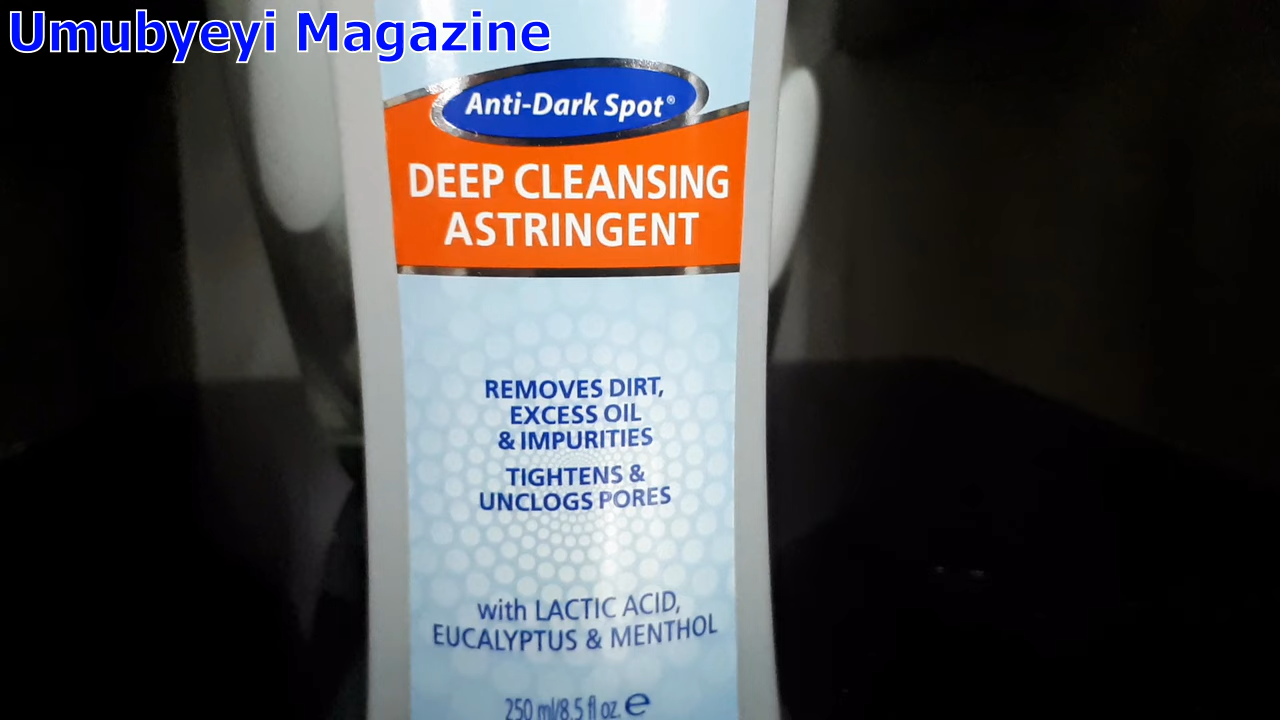 Umubyeyi Magazine
Anti-Dark Spot®
DEEP CLEANSING
ASTRINGENT
REMOVES DIRT,
EXCESS OIL
& IMPURITIES
TIGHTENS &
UNCLOGS PORES
with LACTIC ACID,
EUCALYPTUS & MENTHOL
250 ml/8.5 fl oz. e